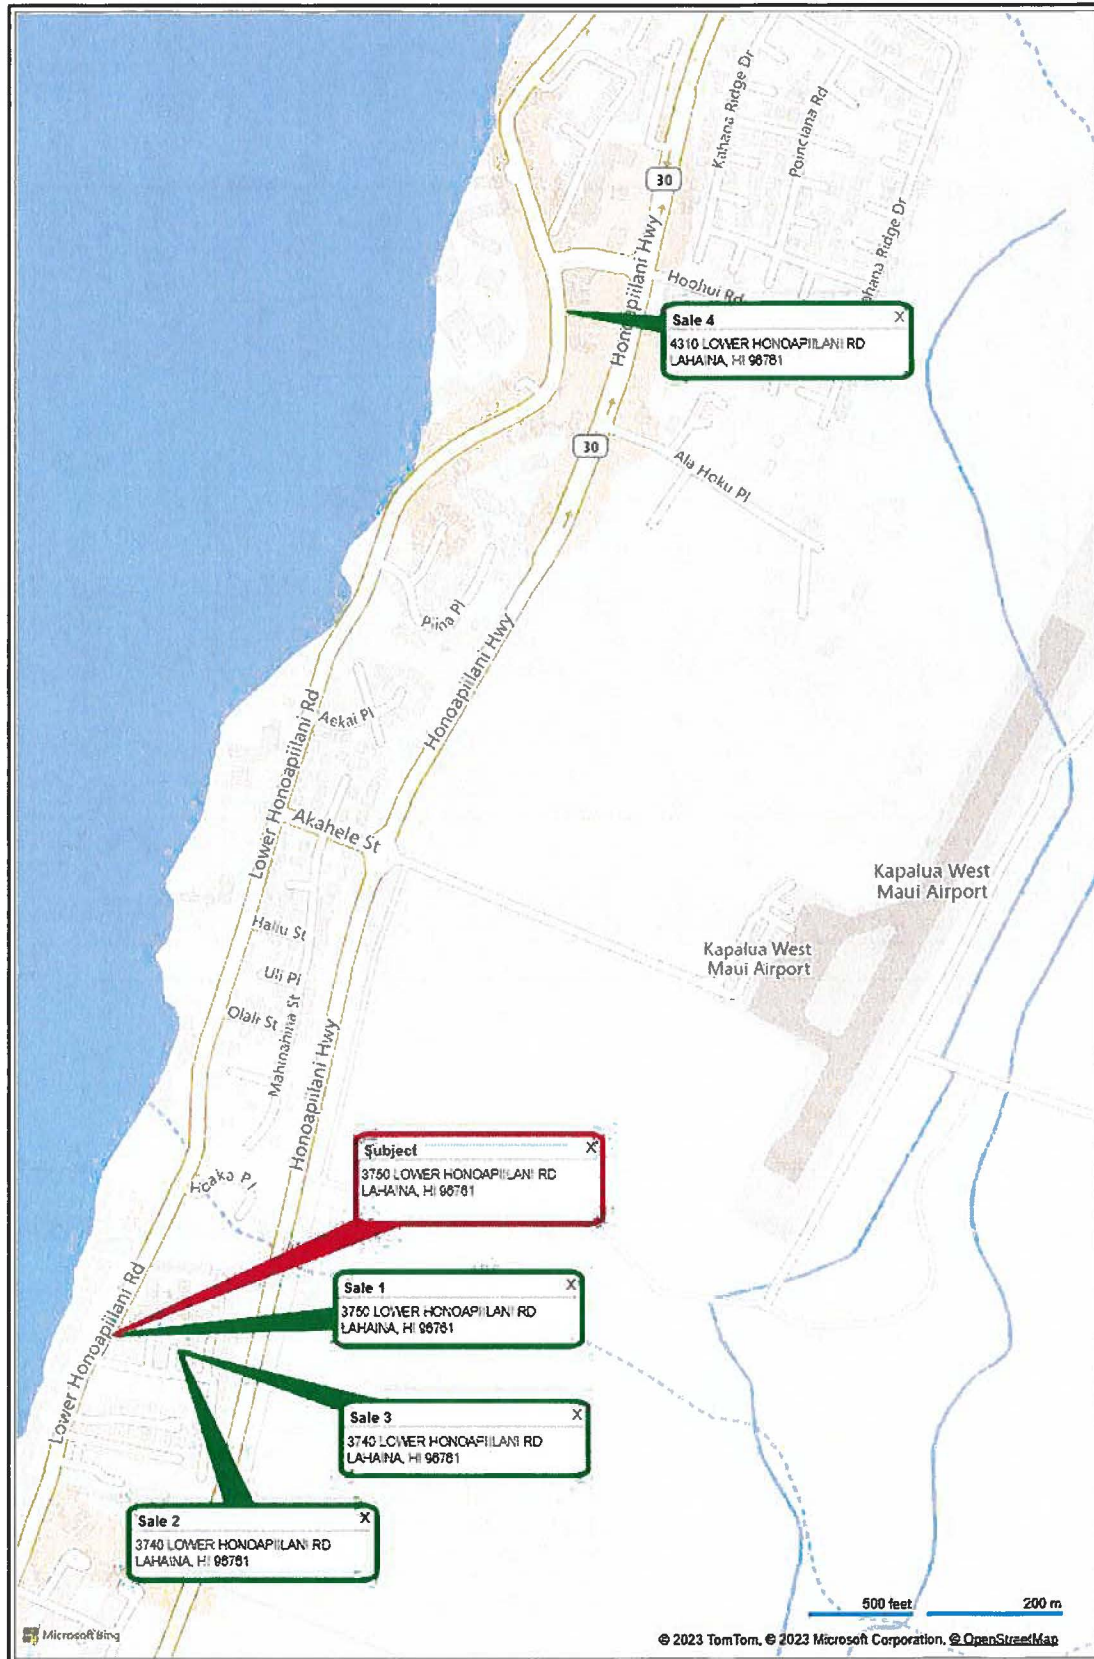 Kahana Ridge Dr
Poinciana Rd
30
Honoapiilani Hwy
Hoohui Rd
ahana Ridge Dr
Sale 4 X
4310 LOWER HONOAPIILANI RD
LAHAINA, HI 96761
30
Ala Hoku Pl
Piina Pl
Honoapiilani Hwy
Lower Honoapiilani Rd
Aekai Pl
Akahele St
Kapalua West
Maui Airport
Haliu St
Kapalua West
Maui Airport
Uli Pl
Olali St
Mahinahina St
Honoapiilani Hwy
Hoaka Pl
Subject X
3750 LOWER HONOAPIILANI RD
LAHAINA, HI 96761
Lower Honoapiilani Rd
Sale 1 X
3750 LOWER HONOAPIILANI RD
LAHAINA, HI 96761
Sale 3 X
3740 LOWER HONOAPIILANI RD
LAHAINA, HI 96761
Sale 2 X
3740 LOWER HONOAPIILANI RD
LAHAINA, HI 96761
500 feet 200 m
Microsoft Bing
© 2023 TomTom, © 2023 Microsoft Corporation, © OpenStreetMap